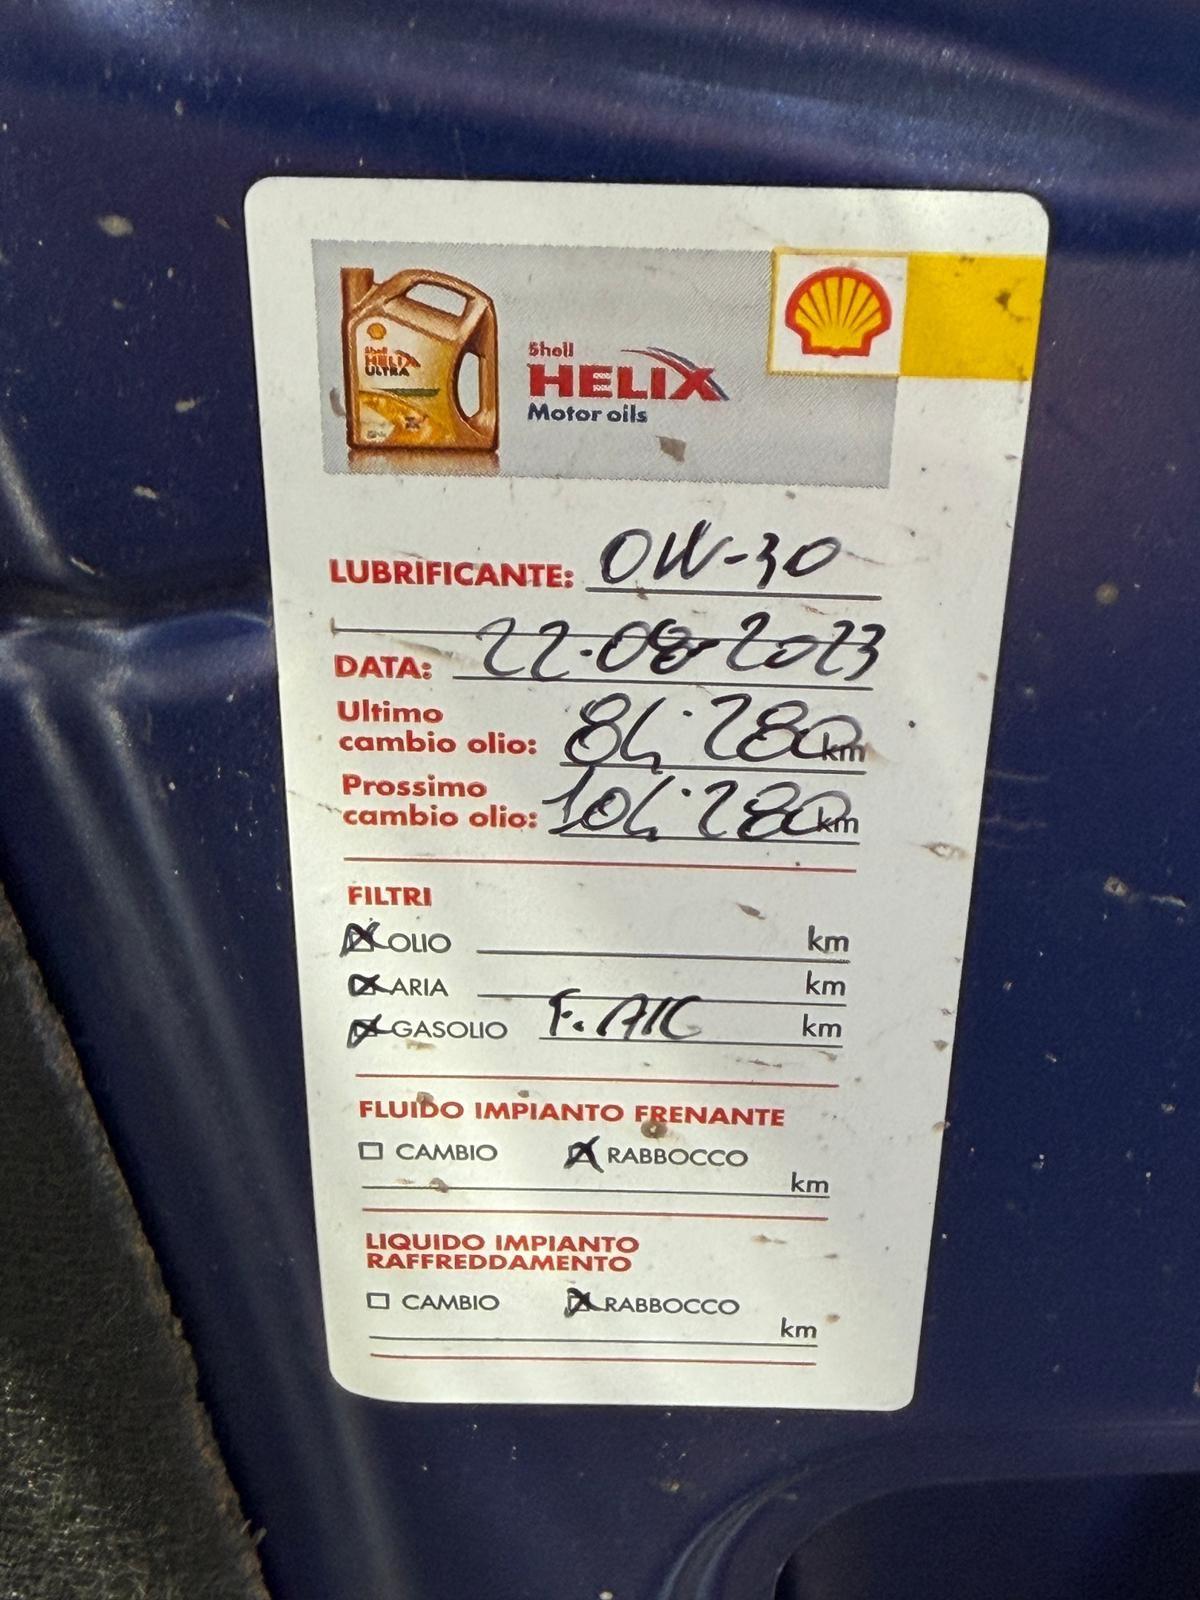 Shell
HELIX
ULTRA
Shell
HELIX
Motor oils
LUBRIFICANTE: 0W-30
DATA: 22-08-2023
Ultimo
cambio olio: 84.280 km
Prossimo
cambio olio: 104.280 km
FILTRI
OLIO km
ARIA km
GASOLIO F. A/C km
FLUIDO IMPIANTO FRENANTE
CAMBIO RABBOCCO
km
LIQUIDO IMPIANTO
RAFFREDDAMENTO
CAMBIO RABBOCCO
km